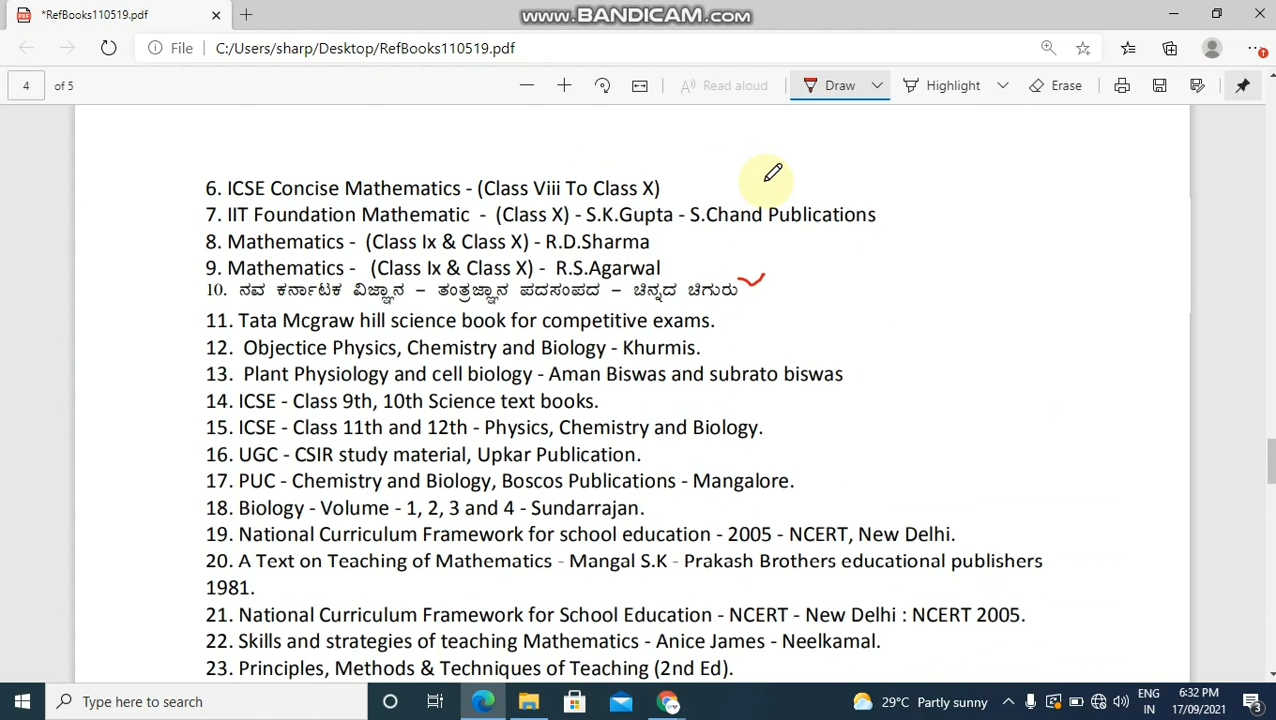 *RefBooks110519.pdf
www.BANDICAM.com
File C:/Users/sharp/Desktop/RefBooks110519.pdf
4 of 5 Read aloud Draw Highlight Erase
6. ICSE Concise Mathematics - (Class Viii To Class X)
7. IIT Foundation Mathematic - (Class X) - S.K.Gupta - S.Chand Publications
8. Mathematics - (Class Ix & Class X) - R.D.Sharma
9. Mathematics - (Class Ix & Class X) - R.S.Agarwal
10. ನವ ಕರ್ನಾಟಕ ವಿಜ್ಞಾನ – ತಂತ್ರಜ್ಞಾನ ಪದಸಂಪದ – ಚಿನ್ನದ ಚಿಗುರು
11. Tata Mcgraw hill science book for competitive exams.
12. Objectice Physics, Chemistry and Biology - Khurmis.
13. Plant Physiology and cell biology - Aman Biswas and subrato biswas
14. ICSE - Class 9th, 10th Science text books.
15. ICSE - Class 11th and 12th - Physics, Chemistry and Biology.
16. UGC - CSIR study material, Upkar Publication.
17. PUC - Chemistry and Biology, Boscos Publications - Mangalore.
18. Biology - Volume - 1, 2, 3 and 4 - Sundarrajan.
19. National Curriculum Framework for school education - 2005 - NCERT, New Delhi.
20. A Text on Teaching of Mathematics - Mangal S.K - Prakash Brothers educational publishers
1981.
21. National Curriculum Framework for School Education - NCERT - New Delhi : NCERT 2005.
22. Skills and strategies of teaching Mathematics - Anice James - Neelkamal.
23. Principles, Methods & Techniques of Teaching (2nd Ed).
Type here to search 29°C Partly sunny ENG 6:32 PM
IN 17/09/2021 3